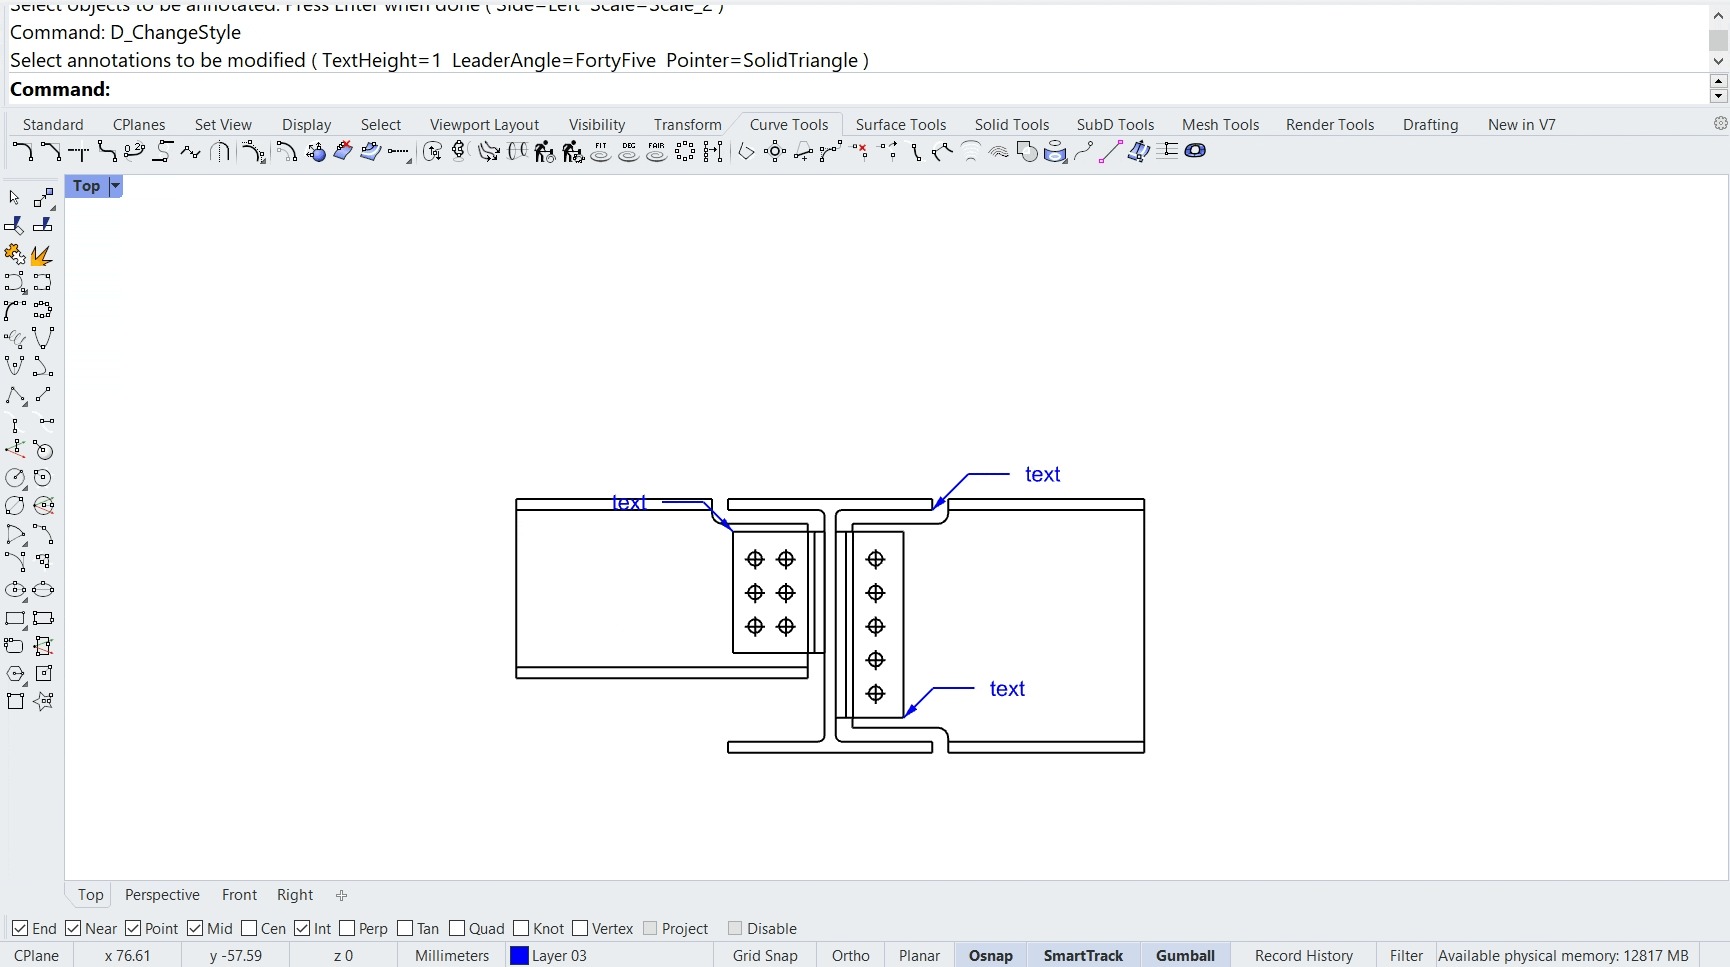 Select objects to be annotated. Press Enter when done ( Side=Left Scale=Scale_2 )
Command: D_ChangeStyle
Select annotations to be modified ( TextHeight=1 LeaderAngle=FortyFive Pointer=SolidTriangle )
Command:
Standard CPlanes Set View Display Select Viewport Layout Visibility Transform Curve Tools Surface Tools Solid Tools SubD Tools Mesh Tools Render Tools Drafting New in V7
FIT DEG FAIR
Top
text
text
text
Top Perspective Front Right
End Near Point Mid Cen Int Perp Tan Quad Knot Vertex Project Disable
CPlane x 76.61 y -57.59 z 0 Millimeters Layer 03 Grid Snap Ortho Planar Osnap SmartTrack Gumball Record History Filter Available physical memory: 12817 MB